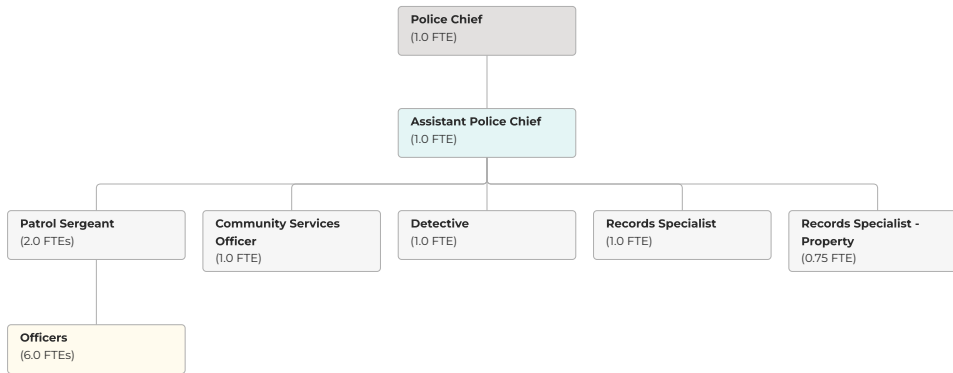 Police Chief
(1.0 FTE)
Assistant Police Chief
(1.0 FTE)
Patrol Sergeant
(2.0 FTEs)
Community Services
Officer
(1.0 FTE)
Detective
(1.0 FTE)
Records Specialist
(1.0 FTE)
Records Specialist -
Property
(0.75 FTE)
Officers
(6.0 FTEs)